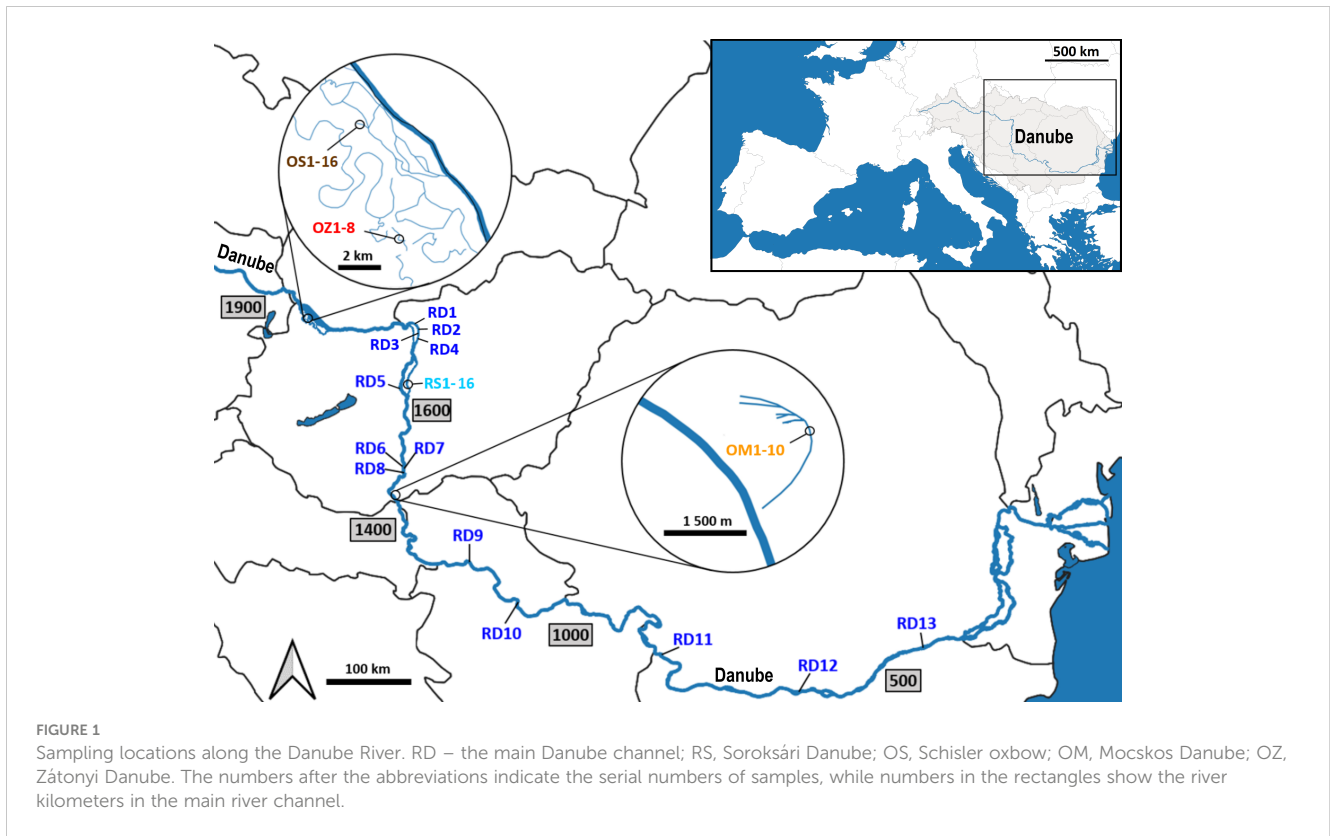 500 km
Danube
OS1-16
OZ1-8
2 km
Danube
1900
RD1
RD2
RD3
RD4
RD5
RS1-16
1600
RD6
RD7
RD8
OM1-10
1 500 m
1400
RD9
RD10
1000
RD11
RD13
RD12
Danube
500
100 km
FIGURE 1
Sampling locations along the Danube River. RD – the main Danube channel; RS, Soroksári Danube; OS, Schisler oxbow; OM, Mocskos Danube; OZ,
Zátonyi Danube. The numbers after the abbreviations indicate the serial numbers of samples, while numbers in the rectangles show the river
kilometers in the main river channel.